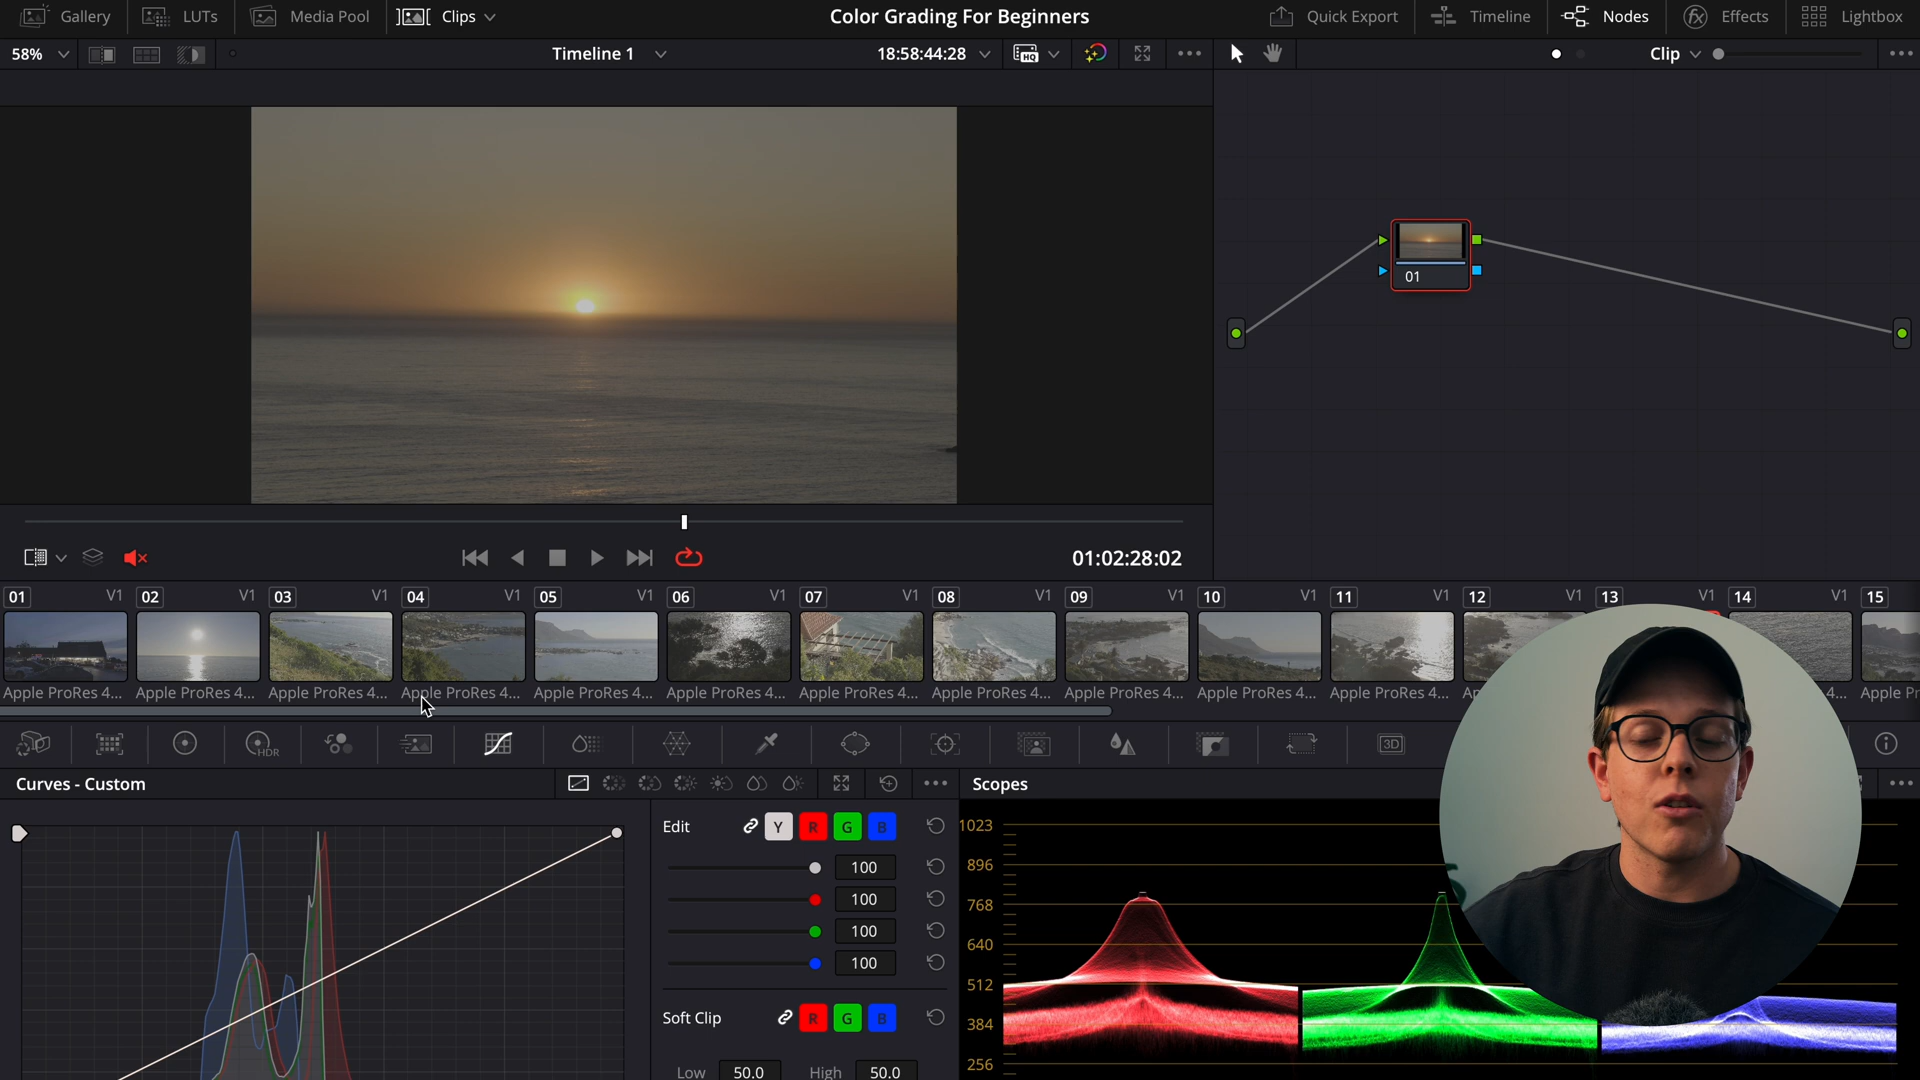 Gallery LUTs Media Pool Clips Color Grading For Beginners Quick Export Timeline Nodes fx Effects Lightbox
58% Timeline 1 18:58:44:28 HQ Clip
01
01:02:28:02
01 V1 02 V1 03 V1 04 V1 05 V1 06 V1 07 V1 08 V1 09 V1 10 V1 11 V1 12 V1 13 V1 14 V1 15
Apple ProRes 4... Apple ProRes 4... Apple ProRes 4... Apple ProRes 4... Apple ProRes 4... Apple ProRes 4... Apple ProRes 4... Apple ProRes 4... Apple ProRes 4... Apple ProRes 4... Apple ProRes 4... Ap 4... Apple Pr
HDR 3D
Curves - Custom Scopes
Edit Y R G B
100
100
100
100
Soft Clip R G B
Low 50.0 High 50.0
1023
896
768
640
512
384
256